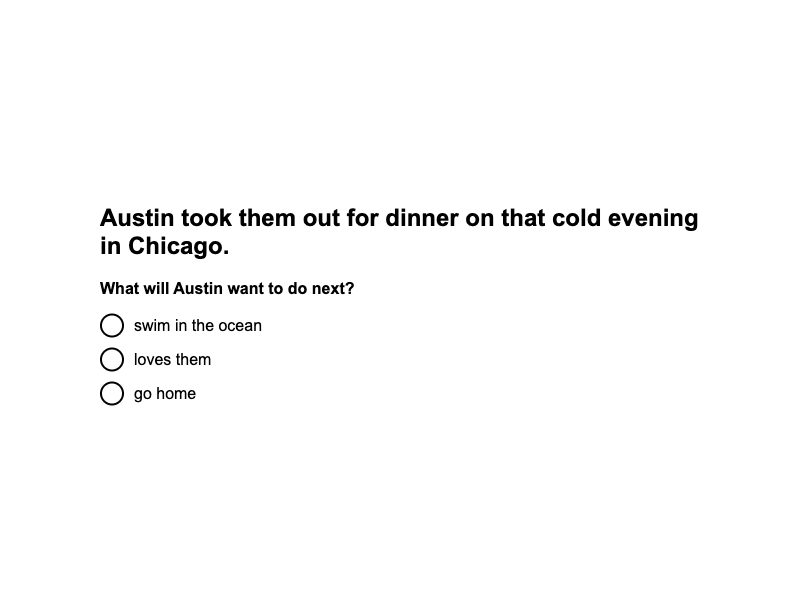 Austin took them out for dinner on that cold evening
in Chicago.
What will Austin want to do next?
swim in the ocean
loves them
go home